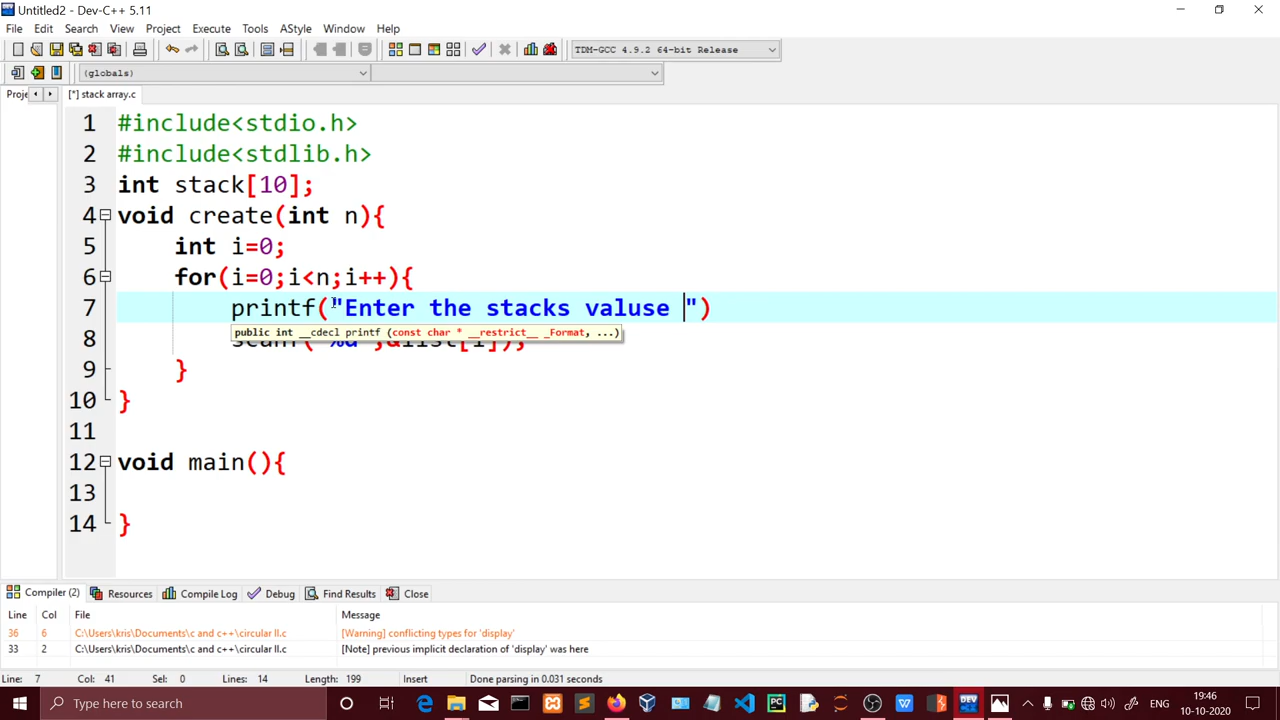 Untitled2 - Dev-C++ 5.11
File Edit Search View Project Execute Tools AStyle Window Help
TDM-GCC 4.9.2 64-bit Release
(globals)
Proje [*] stack array.c
1 #include<stdio.h>
2 #include<stdlib.h>
3 int stack[10];
4 void create(int n){
5 int i=0;
6 for(i=0;i<n;i++){
7 printf("Enter the stacks valuse ")
public int __cdecl printf (const char * __restrict__ _Format, ...)
8 scanf("%d",&list[i]);
9 }
10 }
11
12 void main(){
13
14 }
Compiler (2) Resources Compile Log Debug Find Results Close
Line Col File Message
36 6 C:\Users\kris\Documents\c and c++\circular ll.c [Warning] conflicting types for 'display'
33 2 C:\Users\kris\Documents\c and c++\circular ll.c [Note] previous implicit declaration of 'display' was here
Line: 7 Col: 41 Sel: 0 Lines: 14 Length: 199 Insert Done parsing in 0.031 seconds
Type here to search
DEV
ENG
19:46
10-10-2020